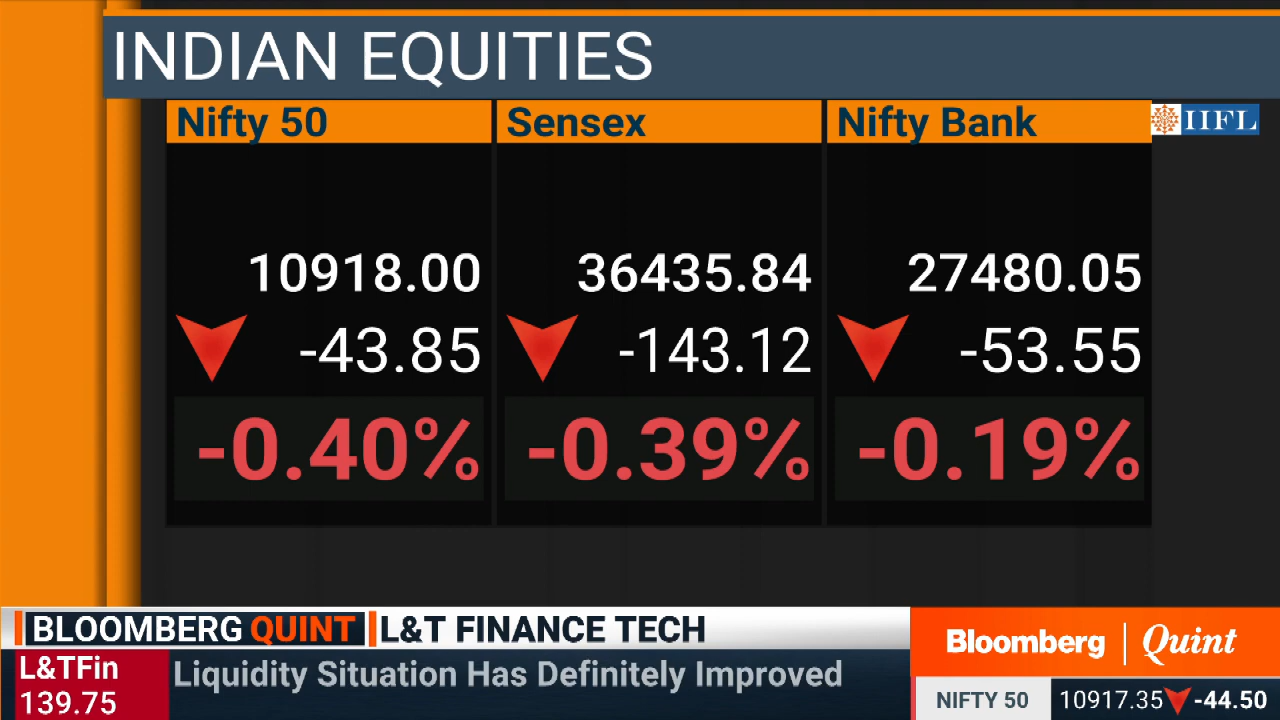 INDIAN EQUITIES
Nifty 50
Sensex
Nifty Bank
IIFL
10918.00
36435.84
27480.05
-43.85
-143.12
-53.55
-0.40%
-0.39%
-0.19%
BLOOMBERG QUINT
L&T FINANCE TECH
L&TFin
139.75
Liquidity Situation Has Definitely Improved
Bloomberg | Quint
NIFTY 50
10917.35
-44.50